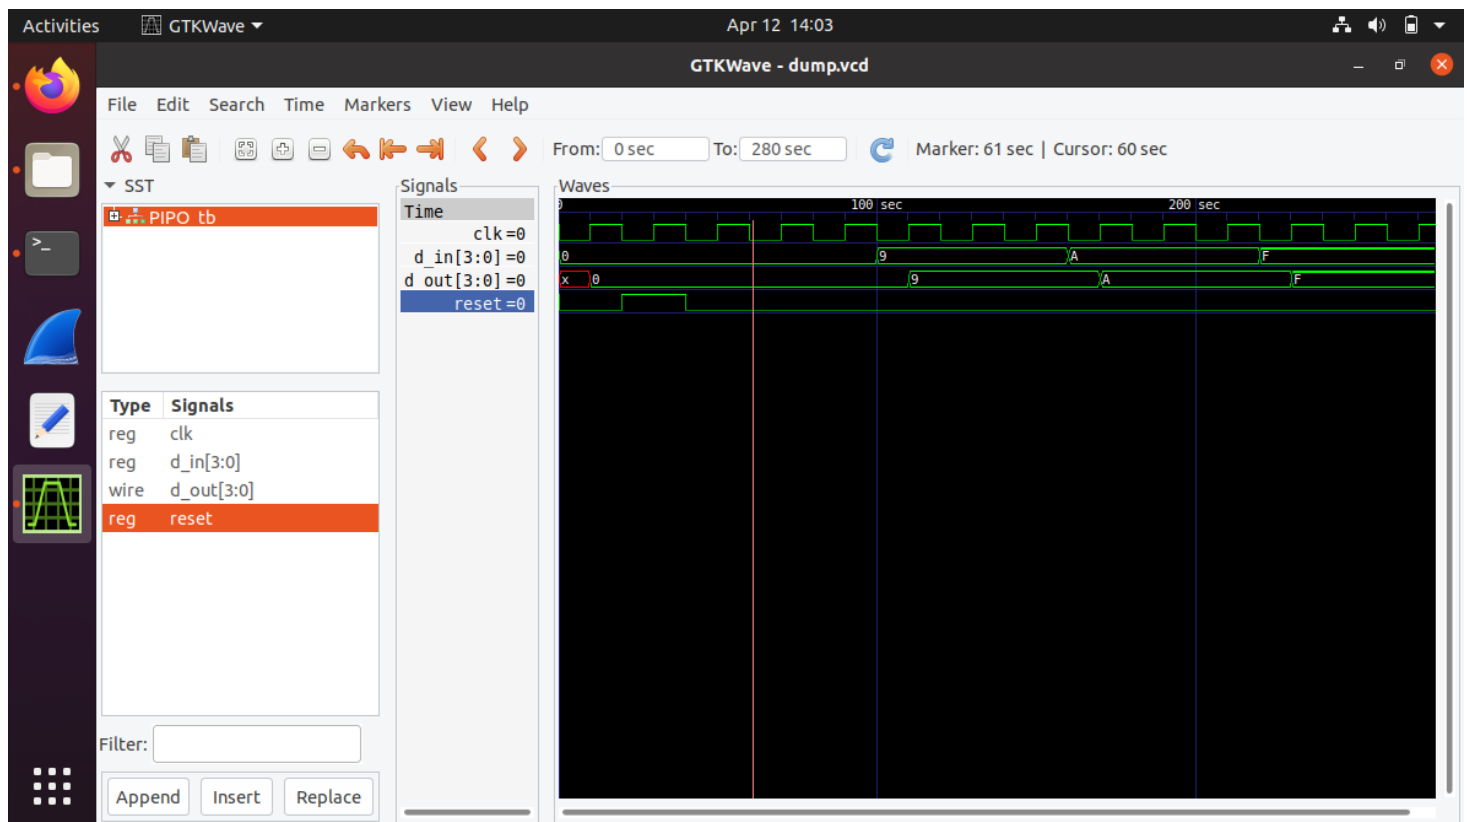 Activities GTKWave Apr 12 14:03
GTKWave - dump.vcd
File Edit Search Time Markers View Help
From: 0 sec To: 280 sec Marker: 61 sec | Cursor: 60 sec
SST
PIPO_tb
Type Signals
reg clk
reg d_in[3:0]
wire d_out[3:0]
reg reset
Filter:
Append Insert Replace
Signals
Time
clk=0
d_in[3:0]=0
d_out[3:0]=0
reset=0
Waves
0 100 sec 200 sec
0 9 A F
x 0 9 A F